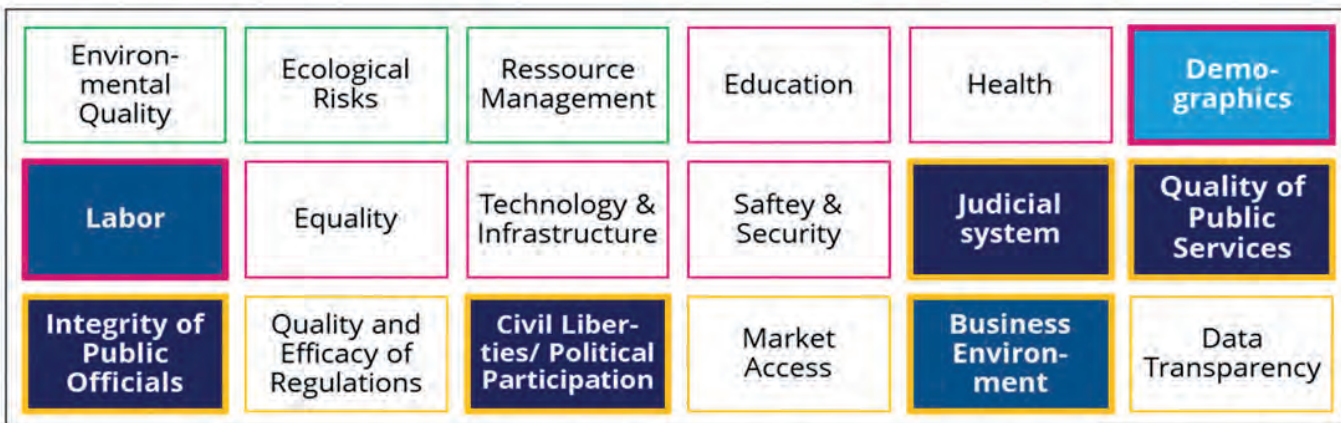 Environ-
mental
Quality
Ecological
Risks
Ressource
Management
Education
Health
Demo-
graphics
Labor
Equality
Technology &
Infrastructure
Saftey &
Security
Judicial
system
Quality of
Public
Services
Integrity of
Public
Officials
Quality and
Efficacy of
Regulations
Civil Liber-
ties/ Political
Participation
Market
Access
Business
Environ-
ment
Data
Transparency